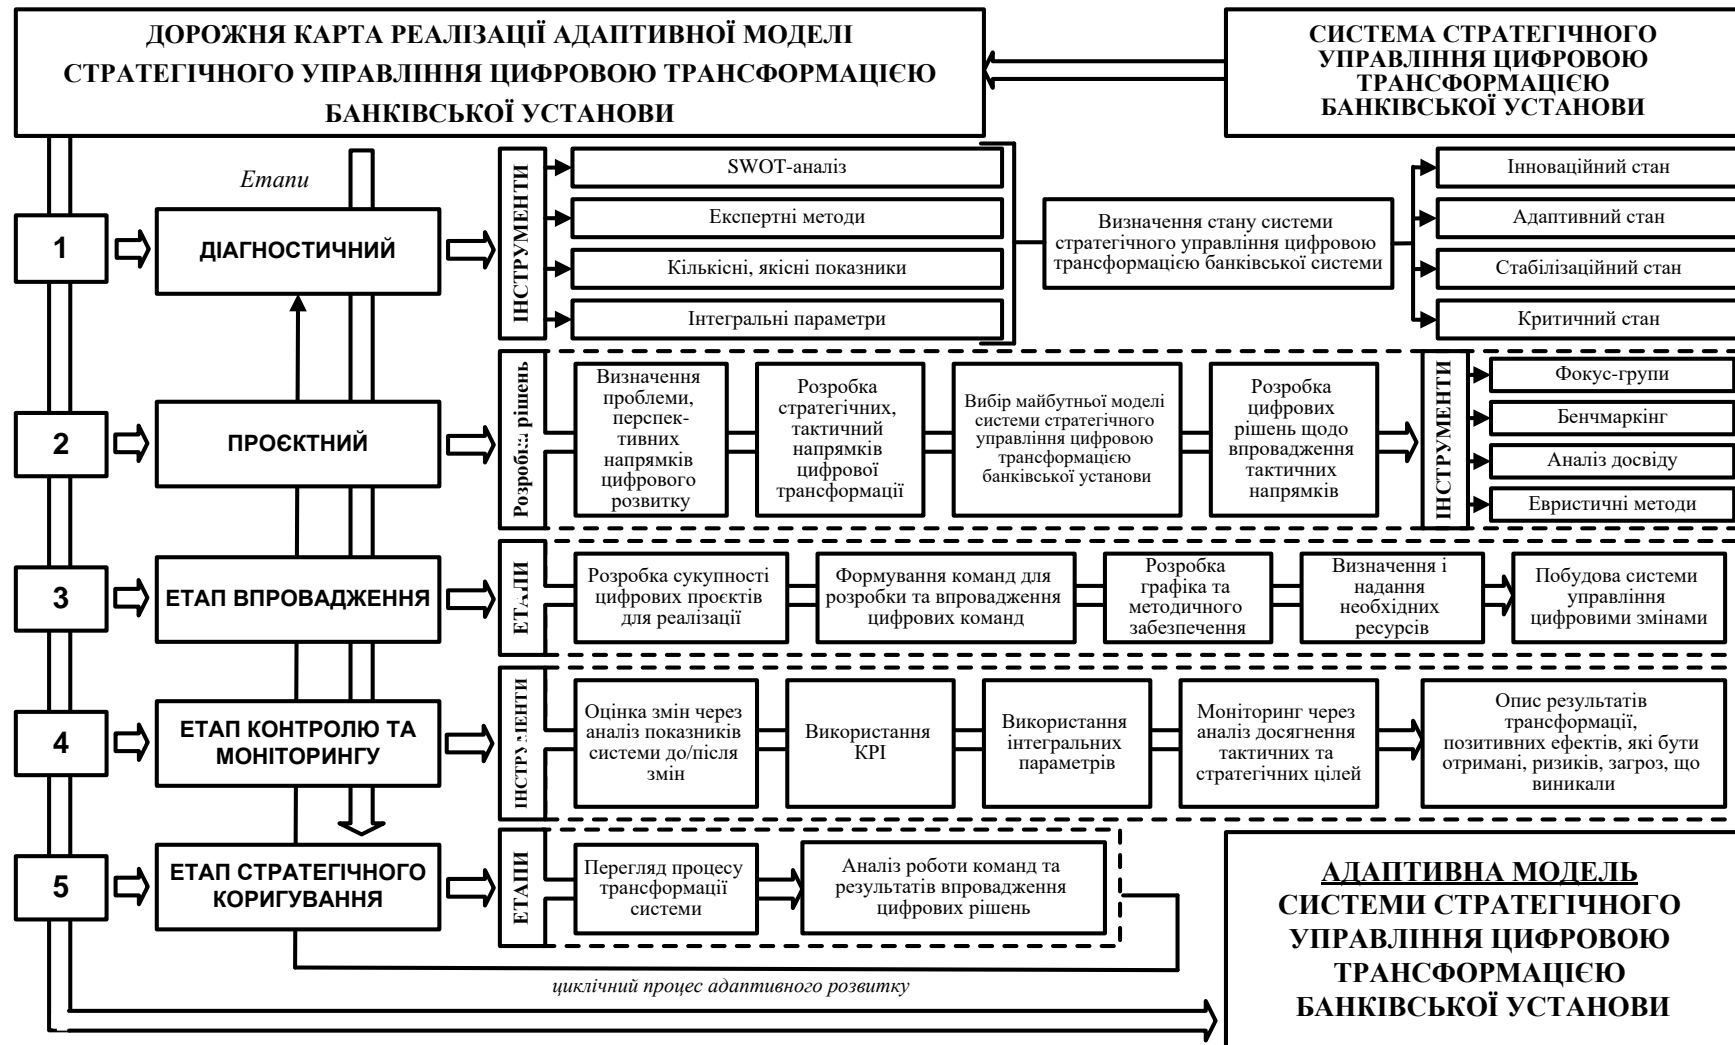 ДОРОЖНЯ КАРТА РЕАЛІЗАЦІЇ АДАПТИВНОЇ МОДЕЛІ
СТРАТЕГІЧНОГО УПРАВЛІННЯ ЦИФРОВОЮ ТРАНСФОРМАЦІЄЮ
БАНКІВСЬКОЇ УСТАНОВИ
СИСТЕМА СТРАТЕГІЧНОГО
УПРАВЛІННЯ ЦИФРОВОЮ
ТРАНСФОРМАЦІЄЮ
БАНКІВСЬКОЇ УСТАНОВИ
Етапи
1
ДІАГНОСТИЧНИЙ
ІНСТРУМЕНТИ
SWOT-аналіз
Експертні методи
Кількісні, якісні показники
Інтегральні параметри
Визначення стану системи
стратегічного управління цифровою
трансформацією банківської системи
Інноваційний стан
Адаптивний стан
Стабілізаційний стан
Критичний стан
2
ПРОЄКТНИЙ
Розробка рішень
Визначення
проблеми,
перспек-
тивних
напрямків
цифрового
розвитку
Розробка
стратегічних,
тактичний
напрямків
цифрової
трансформації
Вибір майбутньої моделі
системи стратегічного
управління цифровою
трансформацією
банківської установи
Розробка
цифрових
рішень щодо
впровадження
тактичних
напрямків
ІНСТРУМЕНТИ
Фокус-групи
Бенчмаркінг
Аналіз досвіду
Евристичні методи
3
ЕТАП ВПРОВАДЖЕННЯ
ЕТАПИ
Розробка сукупності
цифрових проєктів
для реалізації
Формування команд для
розробки та впровадження
цифрових команд
Розробка
графіка та
методичного
забезпечення
Визначення і
надання
необхідних
ресурсів
Побудова системи
управління
цифровими змінами
4
ЕТАП КОНТРОЛЮ ТА
МОНІТОРИНГУ
ІНСТРУМЕНТИ
Оцінка змін через
аналіз показників
системи до/після
змін
Використання
KPI
Використання
інтегральних
параметрів
Моніторинг через
аналіз досягнення
тактичних та
стратегічних цілей
Опис результатів
трансформації,
позитивних ефектів, які бути
отримані, ризиків, загроз, що
виникали
5
ЕТАП СТРАТЕГІЧНОГО
КОРИГУВАННЯ
ЕТАПИ
Перегляд процесу
трансформації
системи
Аналіз роботи команд та
результатів впровадження
цифрових рішень
циклічний процес адаптивного розвитку
АДАПТИВНА МОДЕЛЬ
СИСТЕМИ СТРАТЕГІЧНОГО
УПРАВЛІННЯ ЦИФРОВОЮ
ТРАНСФОРМАЦІЄЮ
БАНКІВСЬКОЇ УСТАНОВИ